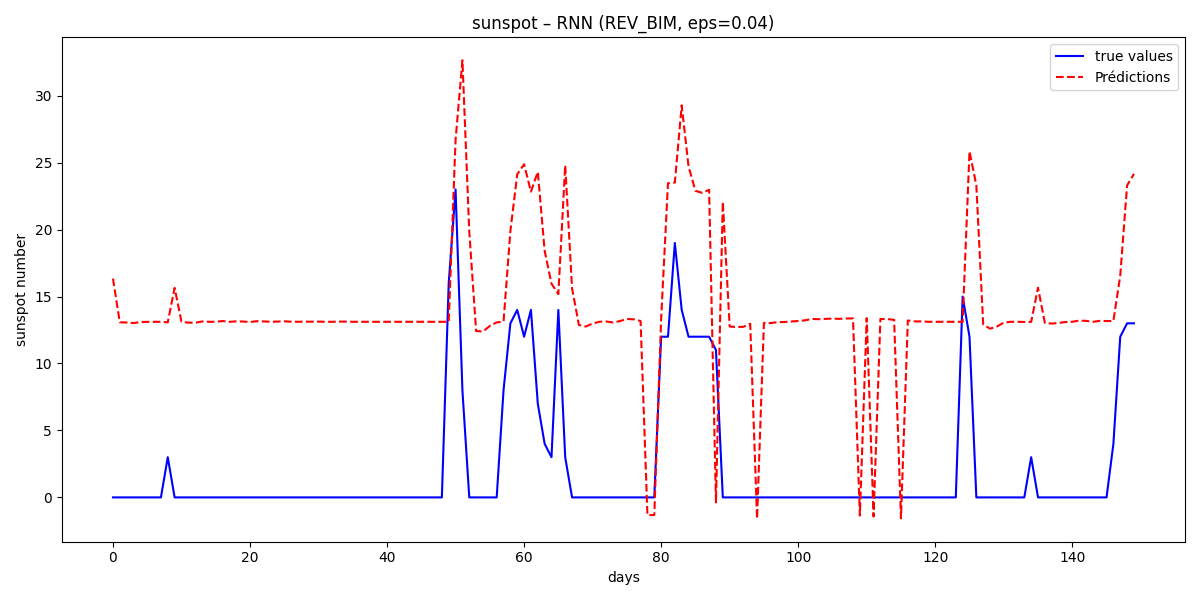 sunspot – RNN (REV_BIM, eps=0.04)
true values
Prédictions
sunspot number
30
25
20
15
10
5
0
0 20 40 60 80 100 120 140
days